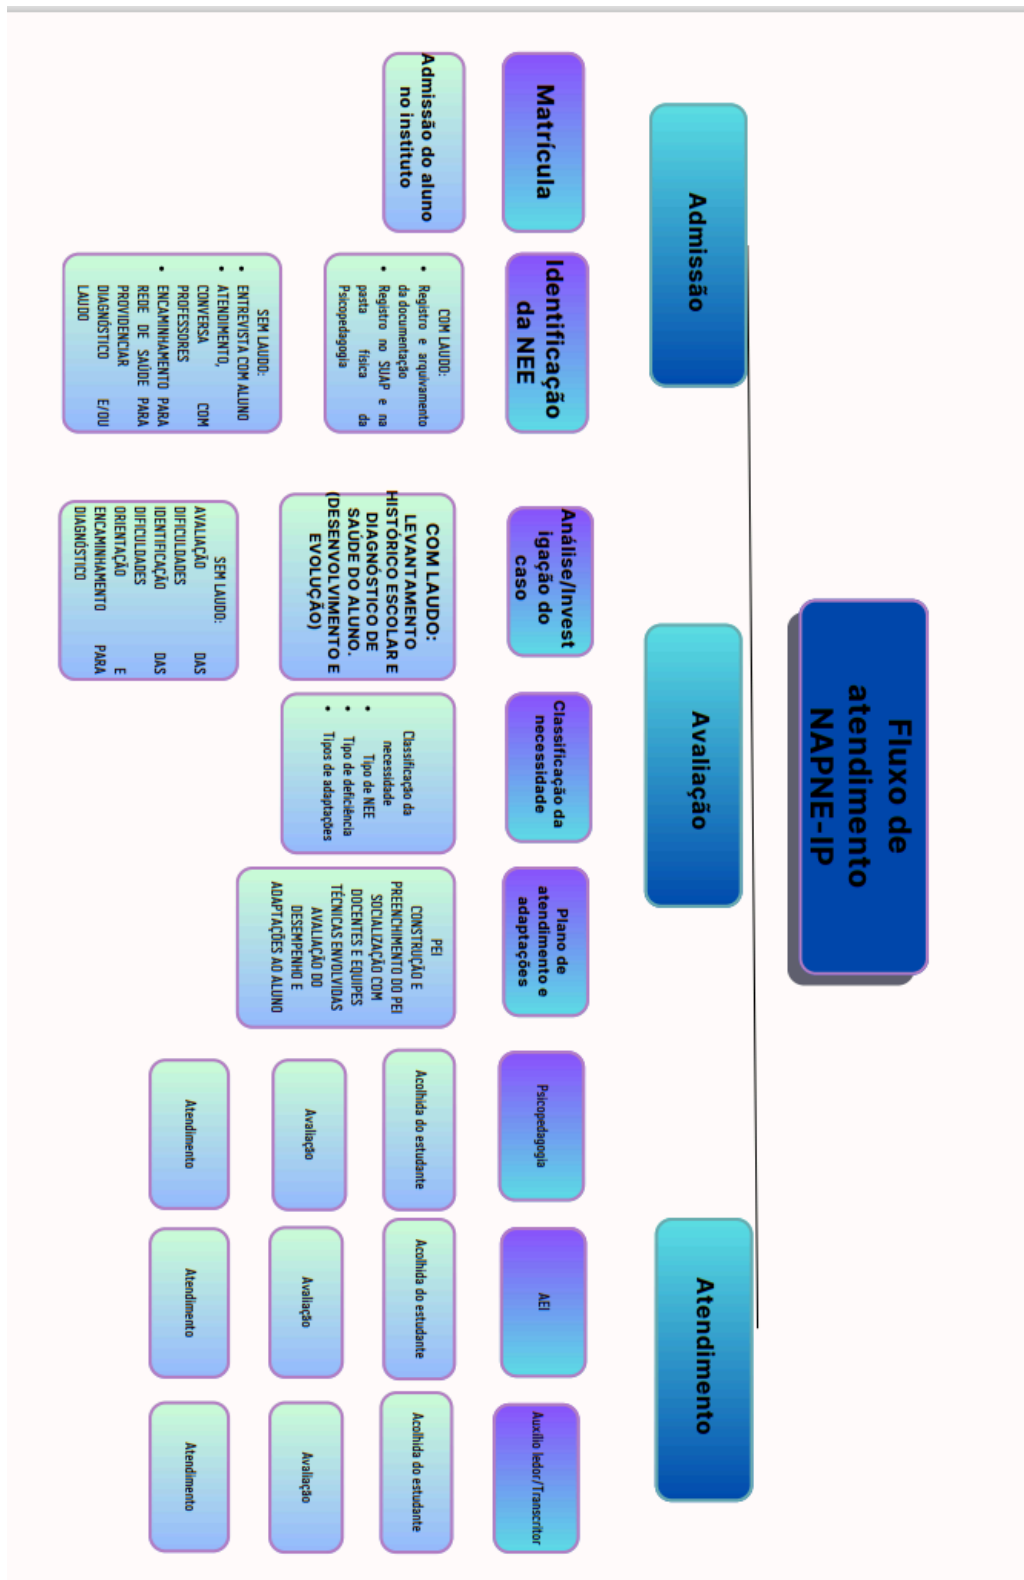 Fluxo de
atendimento
NAPNE-IP
Admissão
Avaliação
Atendimento
Matrícula
Identificação
da NEE
Análise/Invest
igação do
caso
Classificação da
necessidade
Plano de
atendimento e
adaptações
Psicopedagogia
AEI
Auxílio ledor/Transcritor
Admissão do aluno
no instituto
COM LAUDO:
• Registro e arquivamento
da documentação
• Registro no SUAP e na
pasta física da
Psicopedagogia
SEM LAUDO:
• ENTREVISTA COM ALUNO
• ATENDIMENTO,
CONVERSA COM
PROFESSORES
• ENCAMINHAMENTO PARA
REDE DE SAÚDE PARA
PROVIDENCIAR
DIAGNÓSTICO E/OU
LAUDO
COM LAUDO:
LEVANTAMENTO
HISTÓRICO ESCOLAR E
DIAGNÓSTICO DE
SAÚDE DO ALUNO.
(DESENVOLVIMENTO E
EVOLUÇÃO)
SEM LAUDO:
AVALIAÇÃO DAS
DIFICULDADES
IDENTIFICAÇÃO DAS
DIFICULDADES
ORIENTAÇÃO E
ENCAMINHAMENTO PARA
DIAGNÓSTICO
Classificação da
necessidade
• Tipo de NEE
• Tipo de deficiência
• Tipos de adaptações
PEI
CONSTRUÇÃO E
PREENCHIMENTO DO PEI
SOCIALIZAÇÃO COM
DOCENTES E EQUIPES
TÉCNICAS ENVOLVIDAS
AVALIAÇÃO DO
DESEMPENHO E
ADAPTAÇÕES AO ALUNO
Acolhida do estudante
Avaliação
Atendimento
Acolhida do estudante
Avaliação
Atendimento
Acolhida do estudante
Avaliação
Atendimento